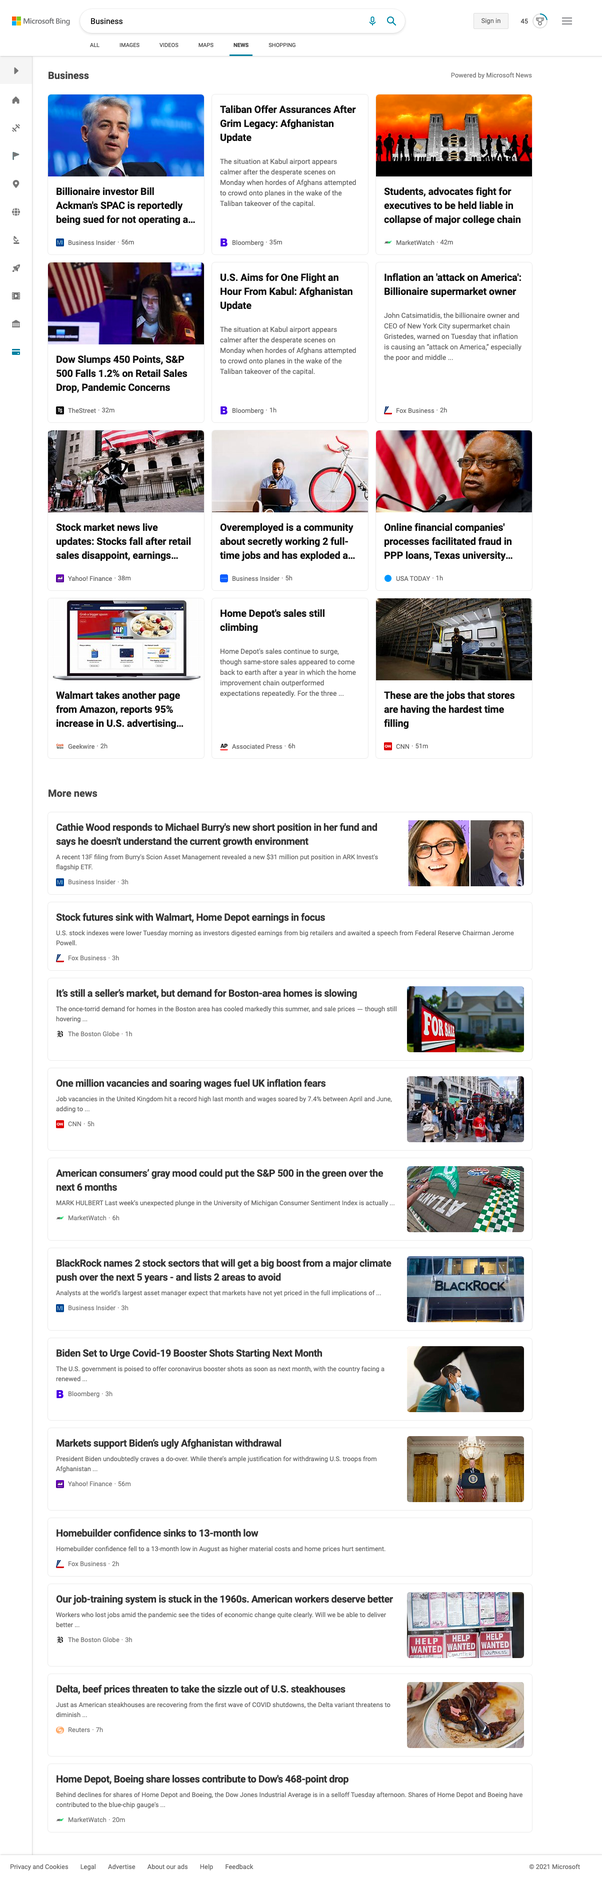 Microsoft Bing
Business
Sign in
45
ALL
IMAGES
VIDEOS
MAPS
NEWS
SHOPPING
Business
Powered by Microsoft News
Billionaire investor Bill
Ackman's SPAC is reportedly
being sued for not operating a...
Business Insider · 56m
Taliban Offer Assurances After
Grim Legacy: Afghanistan
Update
The situation at Kabul airport appears
calmer after the desperate scenes on
Monday when hordes of Afghans attempted
to crowd onto planes in the wake of the
Taliban takeover of the capital.
Bloomberg · 35m
Students, advocates fight for
executives to be held liable in
collapse of major college chain
MarketWatch · 42m
Dow Slumps 450 Points, S&P
500 Falls 1.2% on Retail Sales
Drop, Pandemic Concerns
TheStreet · 32m
U.S. Aims for One Flight an
Hour From Kabul: Afghanistan
Update
The situation at Kabul airport appears
calmer after the desperate scenes on
Monday when hordes of Afghans attempted
to crowd onto planes in the wake of the
Taliban takeover of the capital.
Bloomberg · 1h
Inflation an 'attack on America':
Billionaire supermarket owner
John Catsimatidis, the billionaire owner and
CEO of New York City supermarket chain
Gristedes, warned on Tuesday that inflation
is causing an "attack on America," especially
the poor and middle ...
Fox Business · 2h
Stock market news live
updates: Stocks fall after retail
sales disappoint, earnings...
Yahoo! Finance · 38m
Overemployed is a community
about secretly working 2 full-
time jobs and has exploded a...
Business Insider · 5h
Online financial companies'
processes facilitated fraud in
PPP loans, Texas university...
USA TODAY · 1h
Walmart takes another page
from Amazon, reports 95%
increase in U.S. advertising...
Geekwire · 2h
Home Depot's sales still
climbing
Home Depot's sales continue to surge,
though same-store sales appeared to come
back to earth after a year in which the home
improvement chain outperformed
expectations repeatedly. For the three ...
AP Associated Press · 6h
These are the jobs that stores
are having the hardest time
filling
CNN · 51m
More news
Cathie Wood responds to Michael Burry's new short position in her fund and
says he doesn't understand the current growth environment
A recent 13F filing from Burry's Scion Asset Management revealed a new $31 million put position in ARK Invest's
flagship ETF.
Business Insider · 3h
Stock futures sink with Walmart, Home Depot earnings in focus
U.S. stock indexes were lower Tuesday morning as investors digested earnings from big retailers and awaited a speech from Federal Reserve Chairman Jerome
Powell.
Fox Business · 3h
It's still a seller's market, but demand for Boston-area homes is slowing
The once-torrid demand for homes in the Boston area has cooled markedly this summer, and sale prices — though still
hovering ...
The Boston Globe · 1h
FOR SALE
One million vacancies and soaring wages fuel UK inflation fears
Job vacancies in the United Kingdom hit a record high last month and wages soared by 7.4% between April and June,
adding to ...
CNN · 5h
American consumers' gray mood could put the S&P 500 in the green over the
next 6 months
MARK HULBERT Last week's unexpected plunge in the University of Michigan Consumer Sentiment Index is actually ...
MarketWatch · 6h
ATLANTA
BlackRock names 2 stock sectors that will get a big boost from a major climate
push over the next 5 years - and lists 2 areas to avoid
Analysts at the world's largest asset manager expect that markets have not yet priced in the full implications of ...
Business Insider · 3h
BLACKROCK
Biden Set to Urge Covid-19 Booster Shots Starting Next Month
The U.S. government is poised to offer coronavirus booster shots as soon as next month, with the country facing a
renewed ...
Bloomberg · 3h
Markets support Biden's ugly Afghanistan withdrawal
President Biden undoubtedly craves a do-over. While there's ample justification for withdrawing U.S. troops from
Afghanistan ...
Yahoo! Finance · 56m
Homebuilder confidence sinks to 13-month low
Homebuilder confidence fell to a 13-month low in August as higher material costs and home prices hurt sentiment.
Fox Business · 2h
Our job-training system is stuck in the 1960s. American workers deserve better
Workers who lost jobs amid the pandemic see the tides of economic change quite clearly. Will we be able to deliver
better ...
The Boston Globe · 3h
HELP WANTED
HELP WANTED
HELP WANTED
Delta, beef prices threaten to take the sizzle out of U.S. steakhouses
Just as American steakhouses are recovering from the first wave of COVID shutdowns, the Delta variant threatens to
diminish ...
Reuters · 7h
Home Depot, Boeing share losses contribute to Dow's 468-point drop
Behind declines for shares of Home Depot and Boeing, the Dow Jones Industrial Average is in a selloff Tuesday afternoon. Shares of Home Depot and Boeing have
contributed to the blue-chip gauge's ...
MarketWatch · 20m
Privacy and Cookies
Legal
Advertise
About our ads
Help
Feedback
© 2021 Microsoft